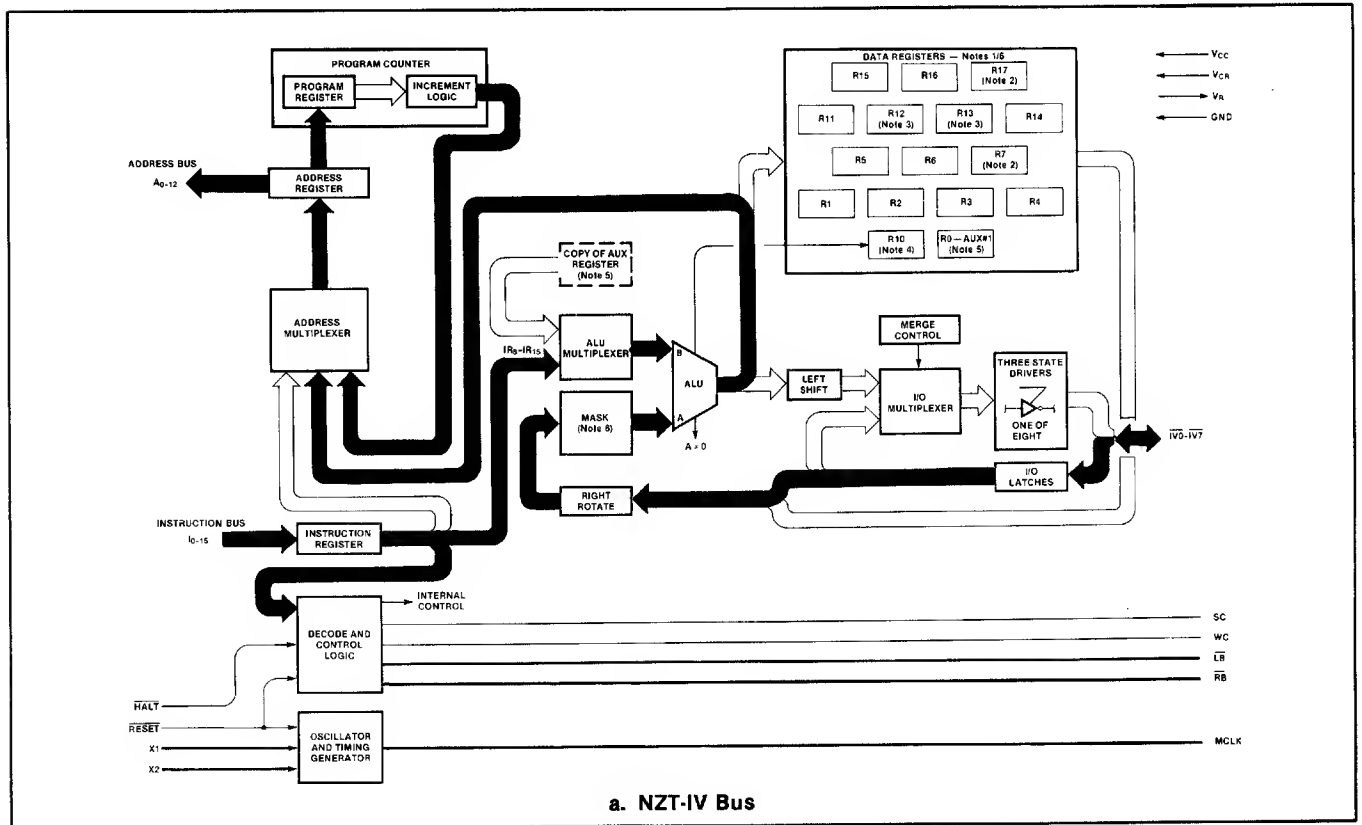 PROGRAM COUNTER
PROGRAM
REGISTER
INCREMENT
LOGIC
ADDRESS BUS
A0-12
ADDRESS
REGISTER
ADDRESS
MULTIPLEXER
DATA REGISTERS — Notes 1/6
R15
R16
R17
(Note 2)
R11
R12
(Note 3)
R13
(Note 3)
R14
R5
R6
R7
(Note 2)
R1
R2
R3
R4
R10
(Note 4)
R0—AUX#1
(Note 5)
VCC
VCR
VR
GND
COPY OF AUX
REGISTER
(Note 5)
IR8-IR15
ALU
MULTIPLEXER
MASK
(Note 6)
B
ALU
A
A = 0
RIGHT
ROTATE
LEFT
SHIFT
MERGE
CONTROL
I/O
MULTIPLEXER
THREE STATE
DRIVERS
ONE OF
EIGHT
I/O
LATCHES
IV0-IV7
INSTRUCTION BUS
I0-15
INSTRUCTION
REGISTER
INTERNAL
CONTROL
DECODE AND
CONTROL
LOGIC
SC
WC
LB
RB
HALT
RESET
X1
X2
OSCILLATOR
AND TIMING
GENERATOR
MCLK
a. NZT-IV Bus